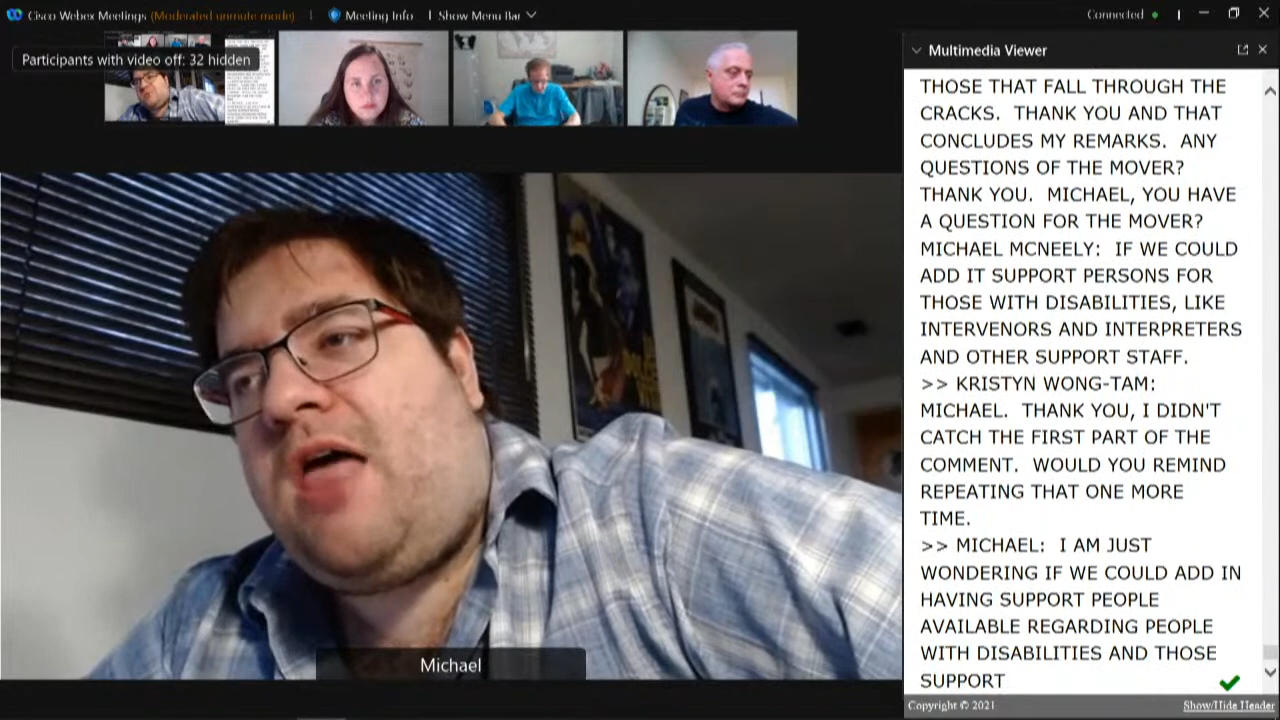 Cisco Webex Meetings (Moderated unmute mode) | Meeting Info | Show Menu Bar
Connected
Participants with video off: 32 hidden
Michael
Multimedia Viewer
THOSE THAT FALL THROUGH THE
CRACKS. THANK YOU AND THAT
CONCLUDES MY REMARKS. ANY
QUESTIONS OF THE MOVER?
THANK YOU. MICHAEL, YOU HAVE
A QUESTION FOR THE MOVER?
MICHAEL MCNEELY: IF WE COULD
ADD IT SUPPORT PERSONS FOR
THOSE WITH DISABILITIES, LIKE
INTERVENORS AND INTERPRETERS
AND OTHER SUPPORT STAFF.
>> KRISTYN WONG-TAM:
MICHAEL. THANK YOU, I DIDN'T
CATCH THE FIRST PART OF THE
COMMENT. WOULD YOU REMIND
REPEATING THAT ONE MORE
TIME.
>> MICHAEL: I AM JUST
WONDERING IF WE COULD ADD IN
HAVING SUPPORT PEOPLE
AVAILABLE REGARDING PEOPLE
WITH DISABILITIES AND THOSE
SUPPORT
Copyright © 2021
Show/Hide Header